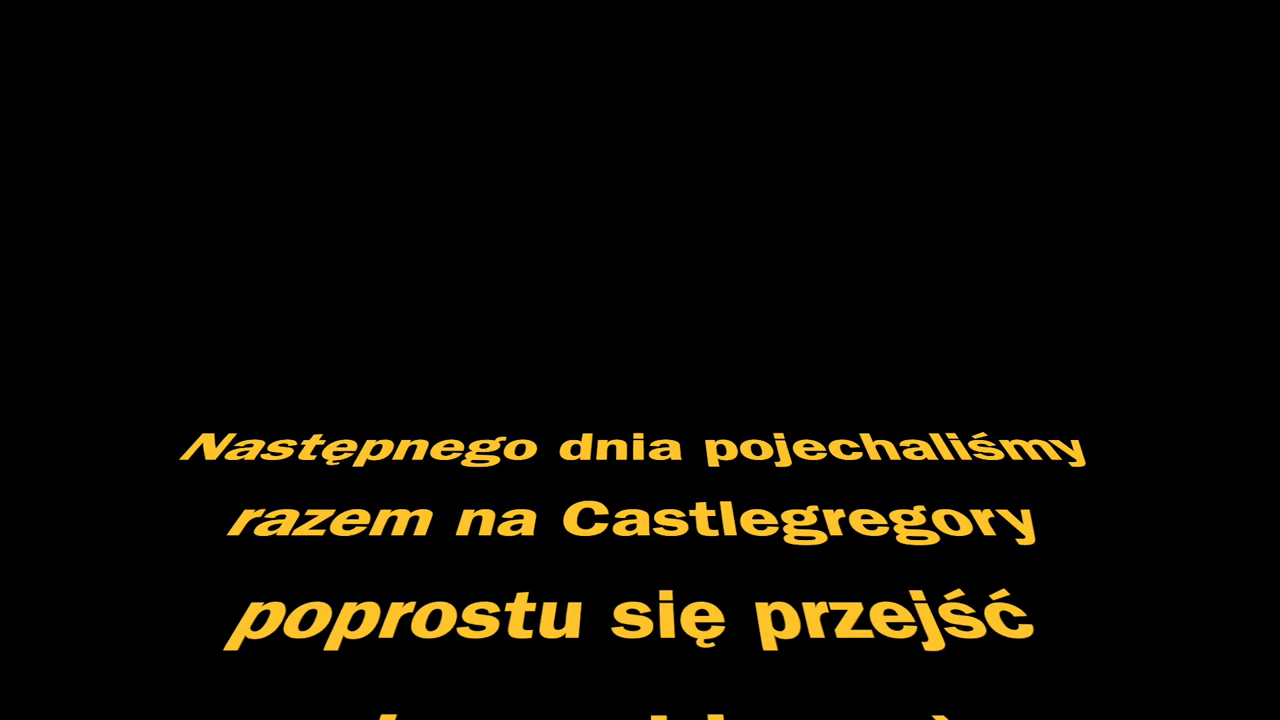 Następnego dnia pojechaliśmy
razem na Castlegregory
poprostu się przejść